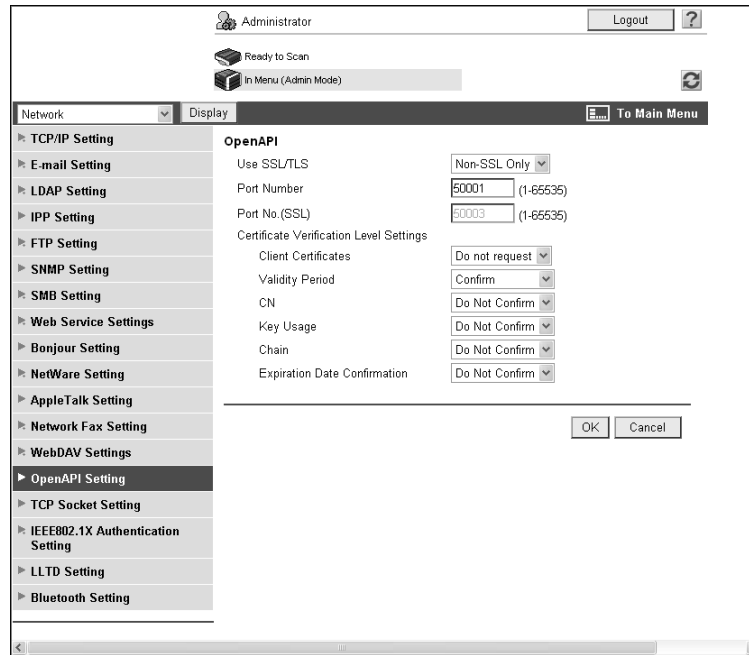 Administrator
Logout
?
Ready to Scan
In Menu (Admin Mode)
Network
Display
To Main Menu
TCP/IP Setting
E-mail Setting
LDAP Setting
IPP Setting
FTP Setting
SNMP Setting
SMB Setting
Web Service Settings
Bonjour Setting
NetWare Setting
AppleTalk Setting
Network Fax Setting
WebDAV Settings
OpenAPI Setting
TCP Socket Setting
IEEE802.1X Authentication
Setting
LLTD Setting
Bluetooth Setting
OpenAPI
Use SSL/TLS Non-SSL Only
Port Number 50001 (1-65535)
Port No.(SSL) 50003 (1-65535)
Certificate Verification Level Settings
Client Certificates Do not request
Validity Period Confirm
CN Do Not Confirm
Key Usage Do Not Confirm
Chain Do Not Confirm
Expiration Date Confirmation Do Not Confirm
OK Cancel